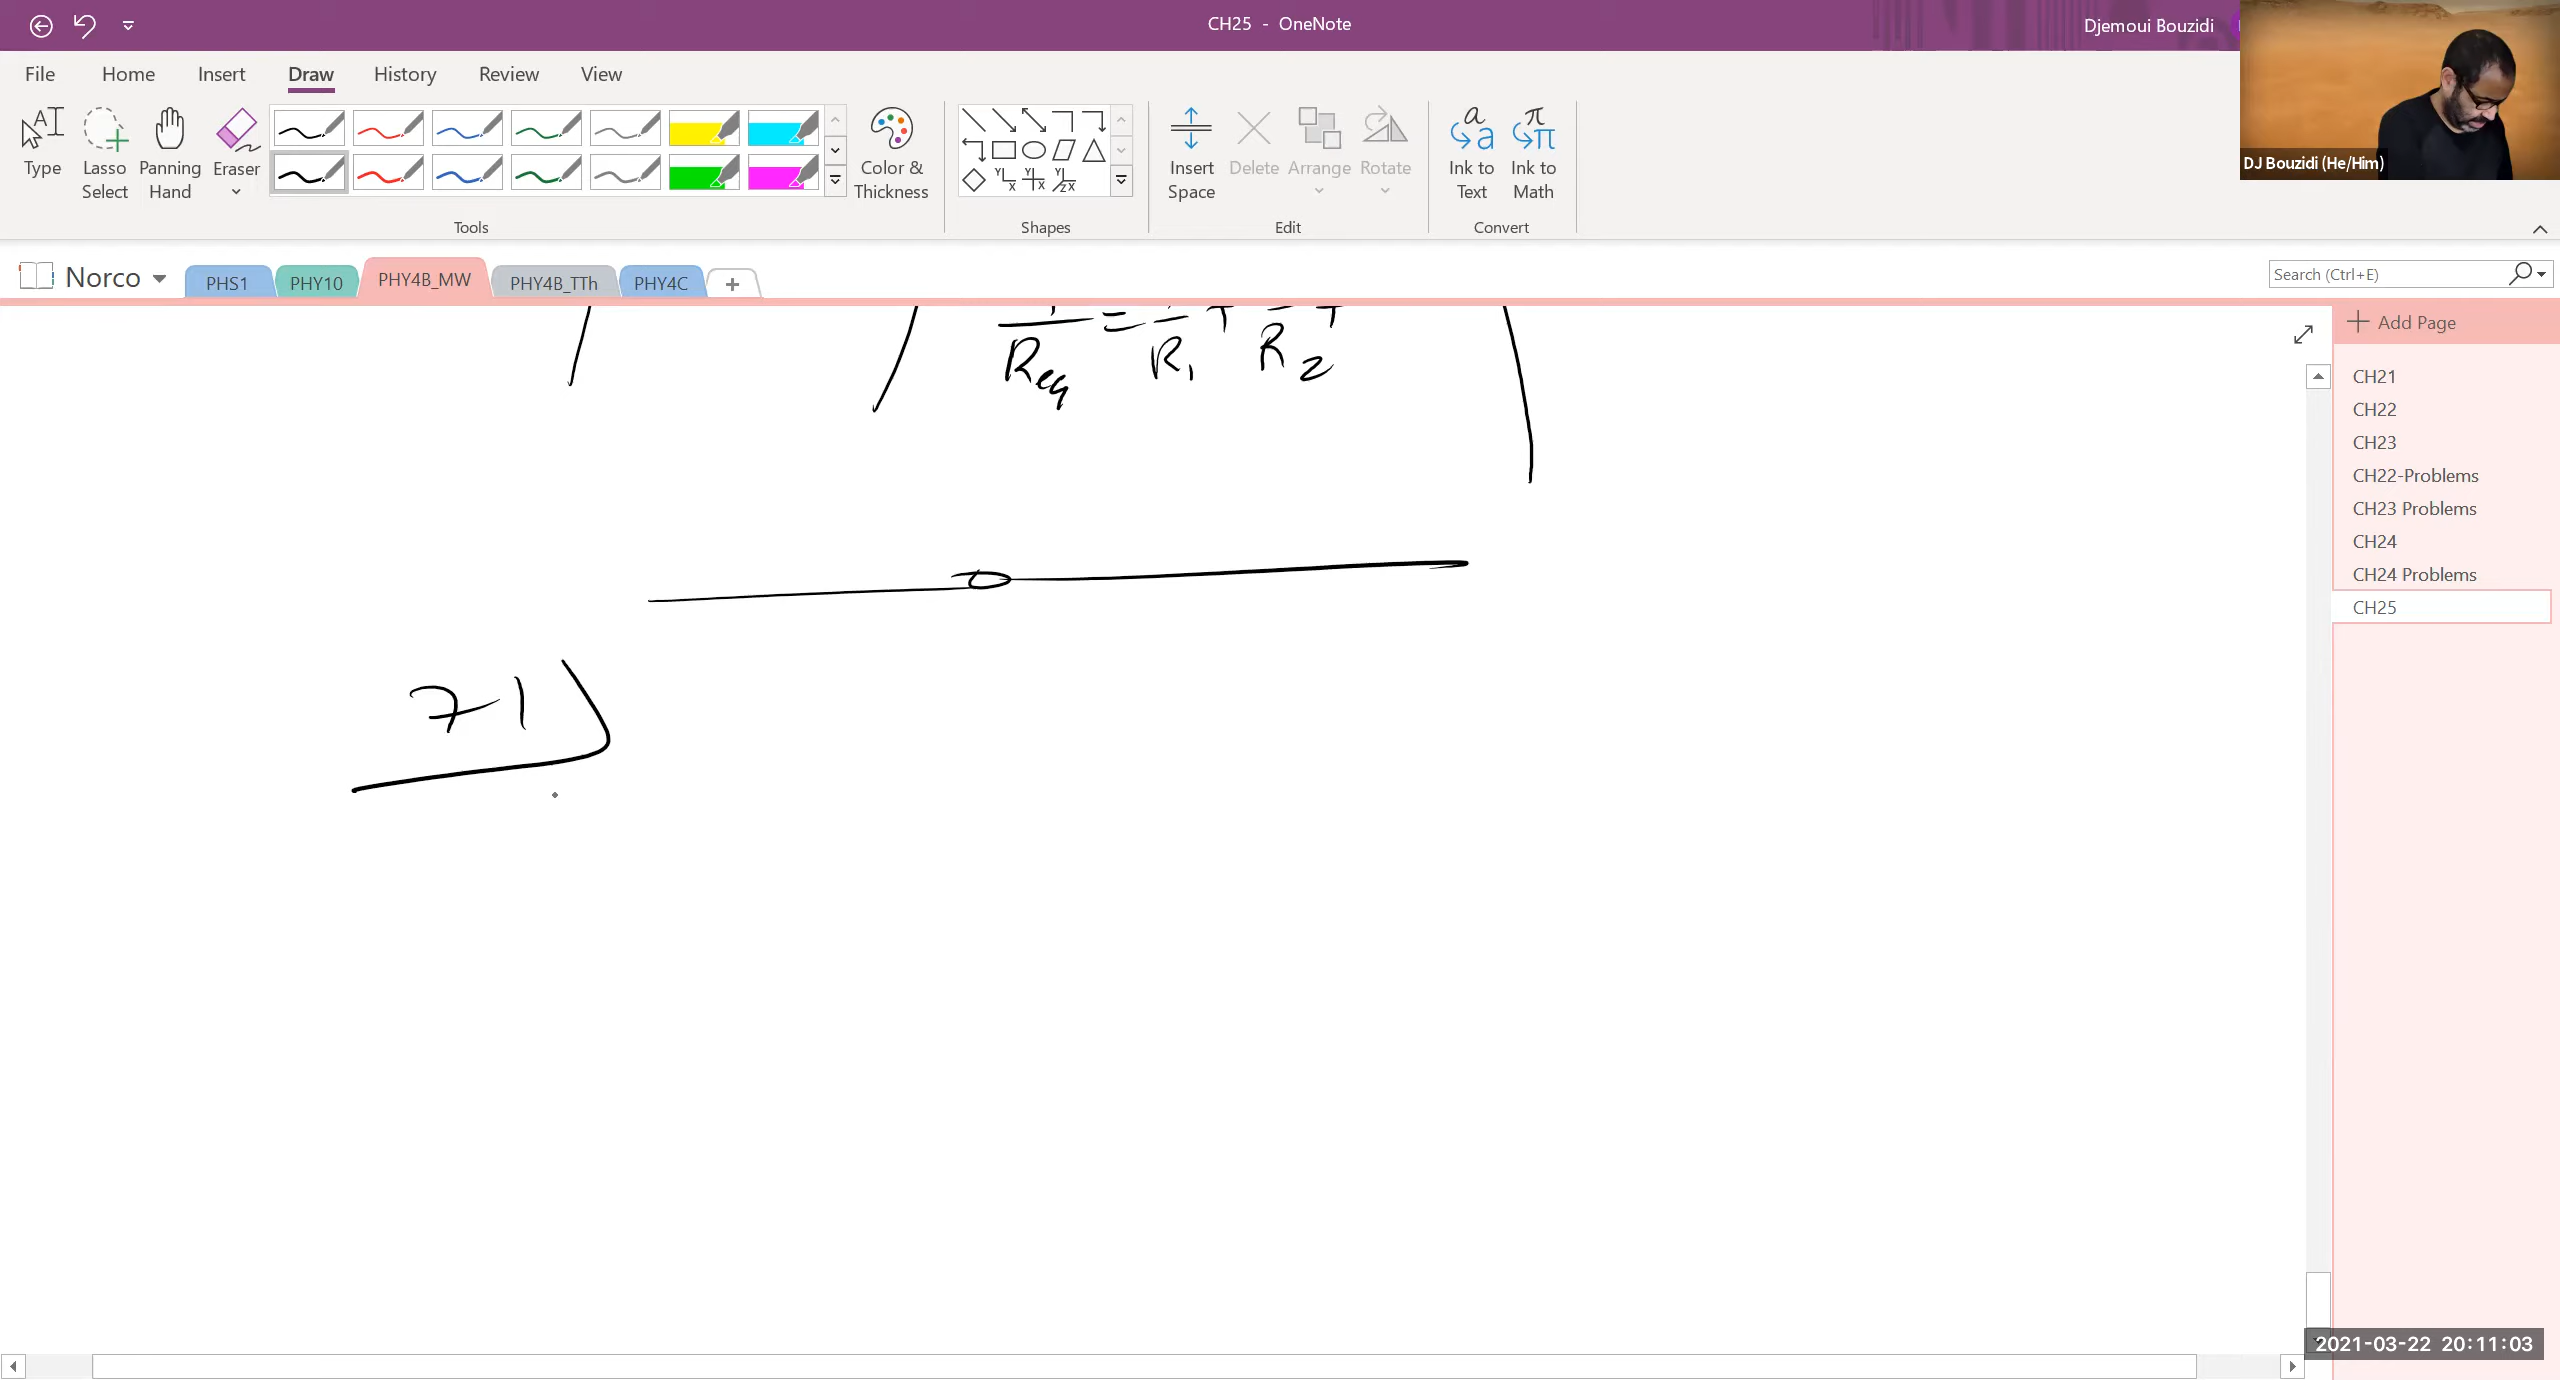 CH25 - OneNote
Djemoui Bouzidi
File Home Insert Draw History Review View
Type
Lasso Select
Panning Hand
Eraser
Color & Thickness
Insert Space
Delete
Arrange
Rotate
Ink to Text
Ink to Math
Tools
Shapes
Edit
Convert
DJ Bouzidi (He/Him)
Norco
PHS1 PHY10 PHY4B_MW PHY4B_TTh PHY4C
Search (Ctrl+E)
Add Page
CH21
CH22
CH23
CH22-Problems
CH23 Problems
CH24
CH24 Problems
CH25
1/Req = 1/R1 + 1/R2 +
71)
2021-03-22 20:11:03